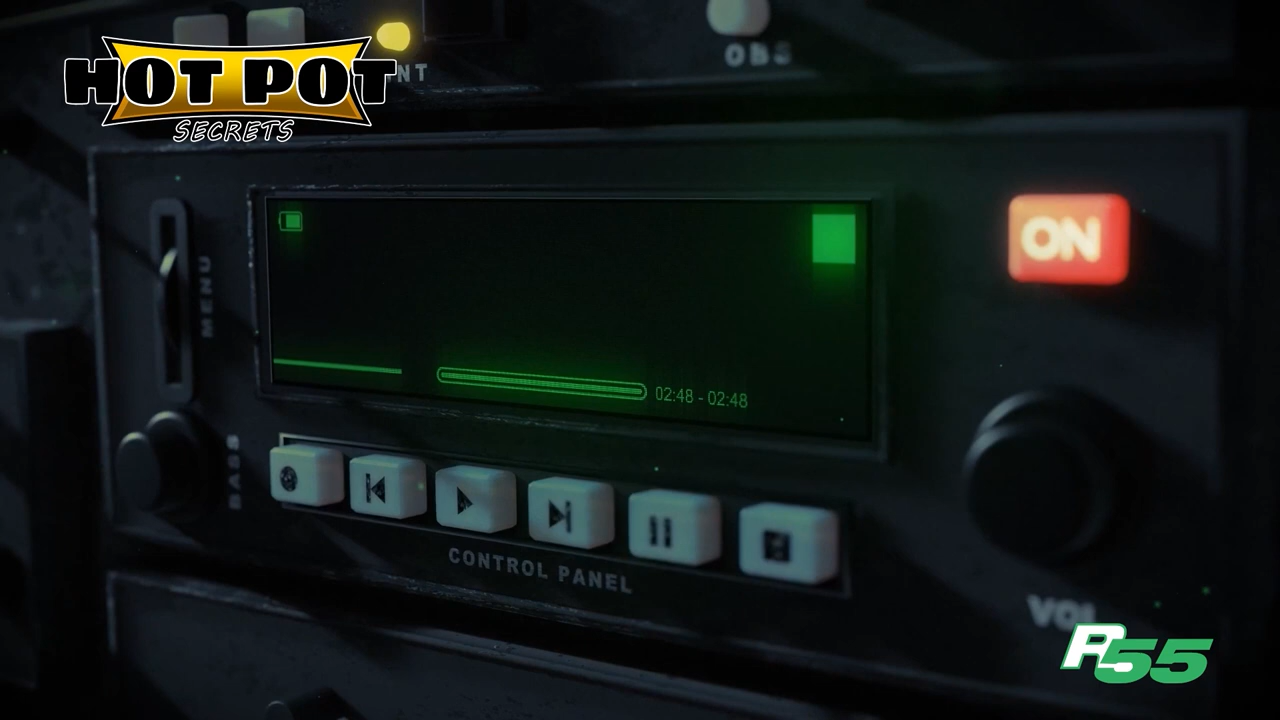 HOT POT
SECRETS
NT
OBS
MENU
ON
02:48 - 02:48
BASS
CONTROL PANEL
VOL
R55